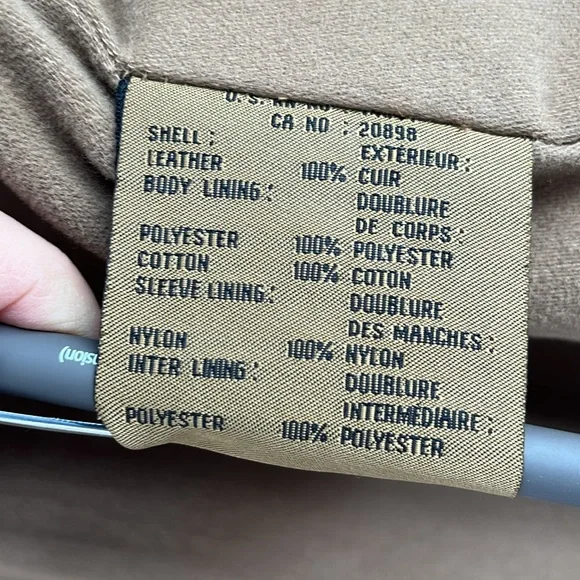 CA NO : 20898
SHELL : EXTÉRIEUR :
LEATHER 100% CUIR
BODY LINING : DOUBLURE
DE CORPS :
POLYESTER 100% POLYESTER
COTTON 100% COTON
SLEEVE LINING : DOUBLURE
DES MANCHES :
NYLON 100% NYLON
INTER LINING : DOUBLURE
INTERMÉDIAIRE :
POLYESTER 100% POLYESTER